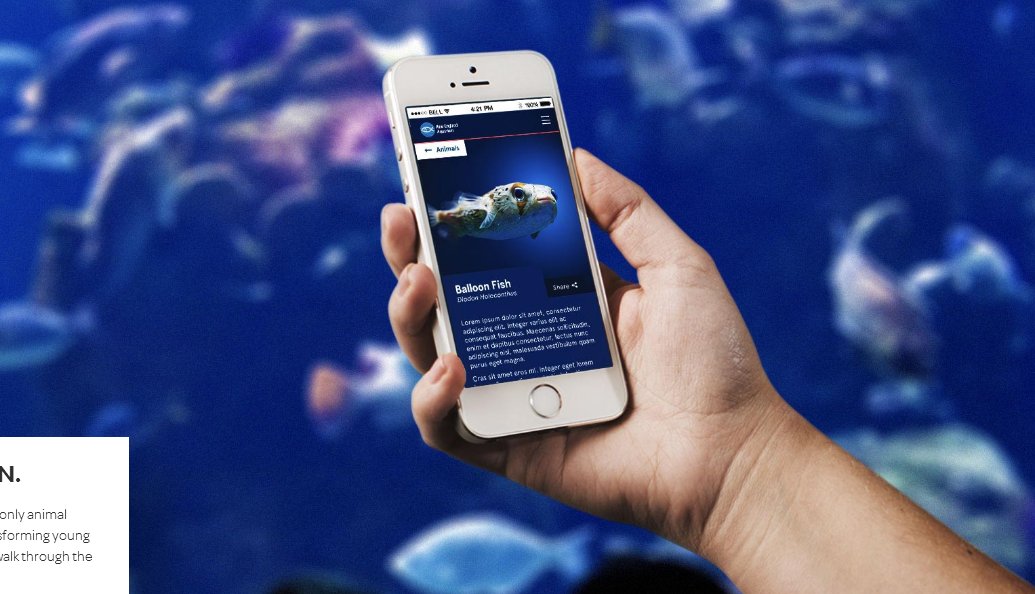 BELL
4:21 PM
100%
New England
Aquarium
← Animals
Balloon Fish
Diodon Holocanthus
Share
Lorem ipsum dolor sit amet, consectetur
adipiscing elit. Integer varius elit ac
consequat faucibus. Maecenas sollicitudin,
enim et dapibus consectetur, lectus nunc
adipiscing nisl, malesuada vestibulum quam
purus eget magna.
Cras sit amet eros mi. Integer eget lorem
N.
only animal
sforming young
walk through the